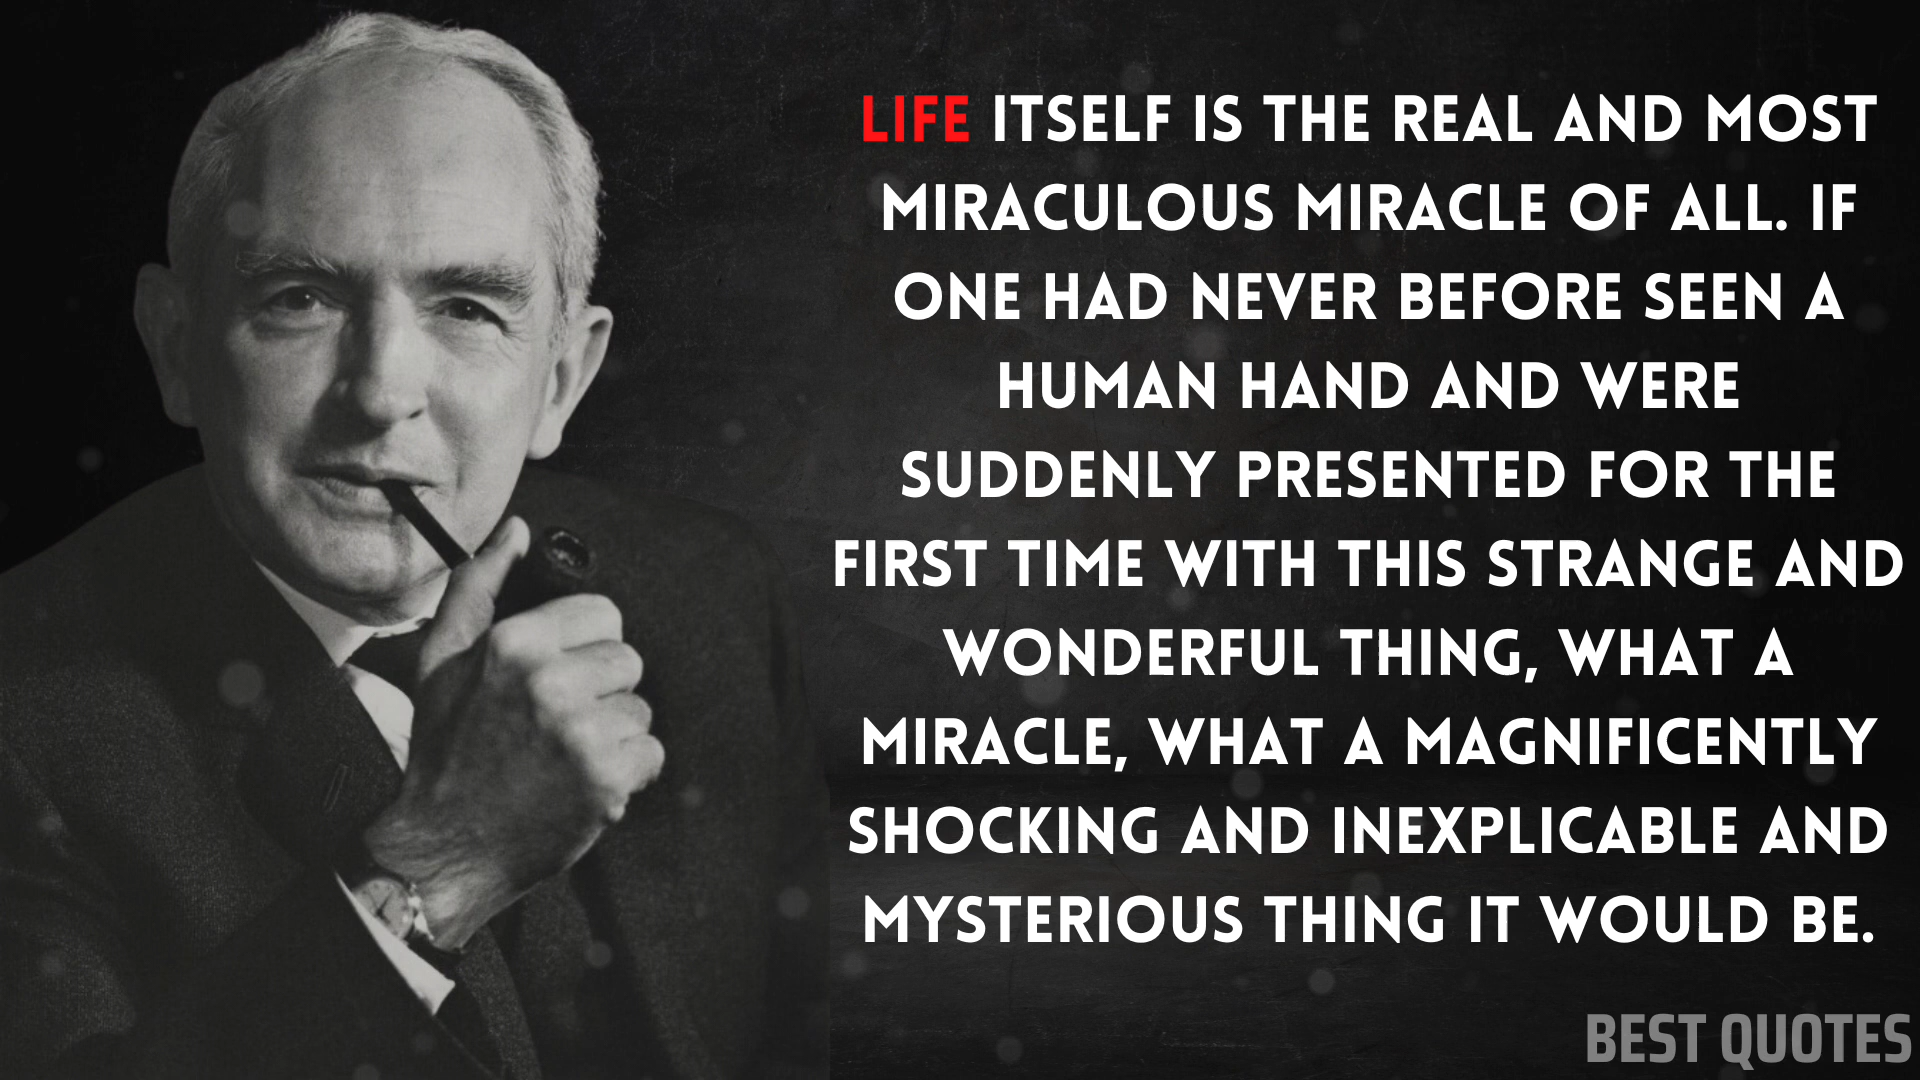 LIFE ITSELF IS THE REAL AND MOST
MIRACULOUS MIRACLE OF ALL. IF
ONE HAD NEVER BEFORE SEEN A
HUMAN HAND AND WERE
SUDDENLY PRESENTED FOR THE
FIRST TIME WITH THIS STRANGE AND
WONDERFUL THING, WHAT A
MIRACLE, WHAT A MAGNIFICENTLY
SHOCKING AND INEXPLICABLE AND
MYSTERIOUS THING IT WOULD BE.
BEST QUOTES